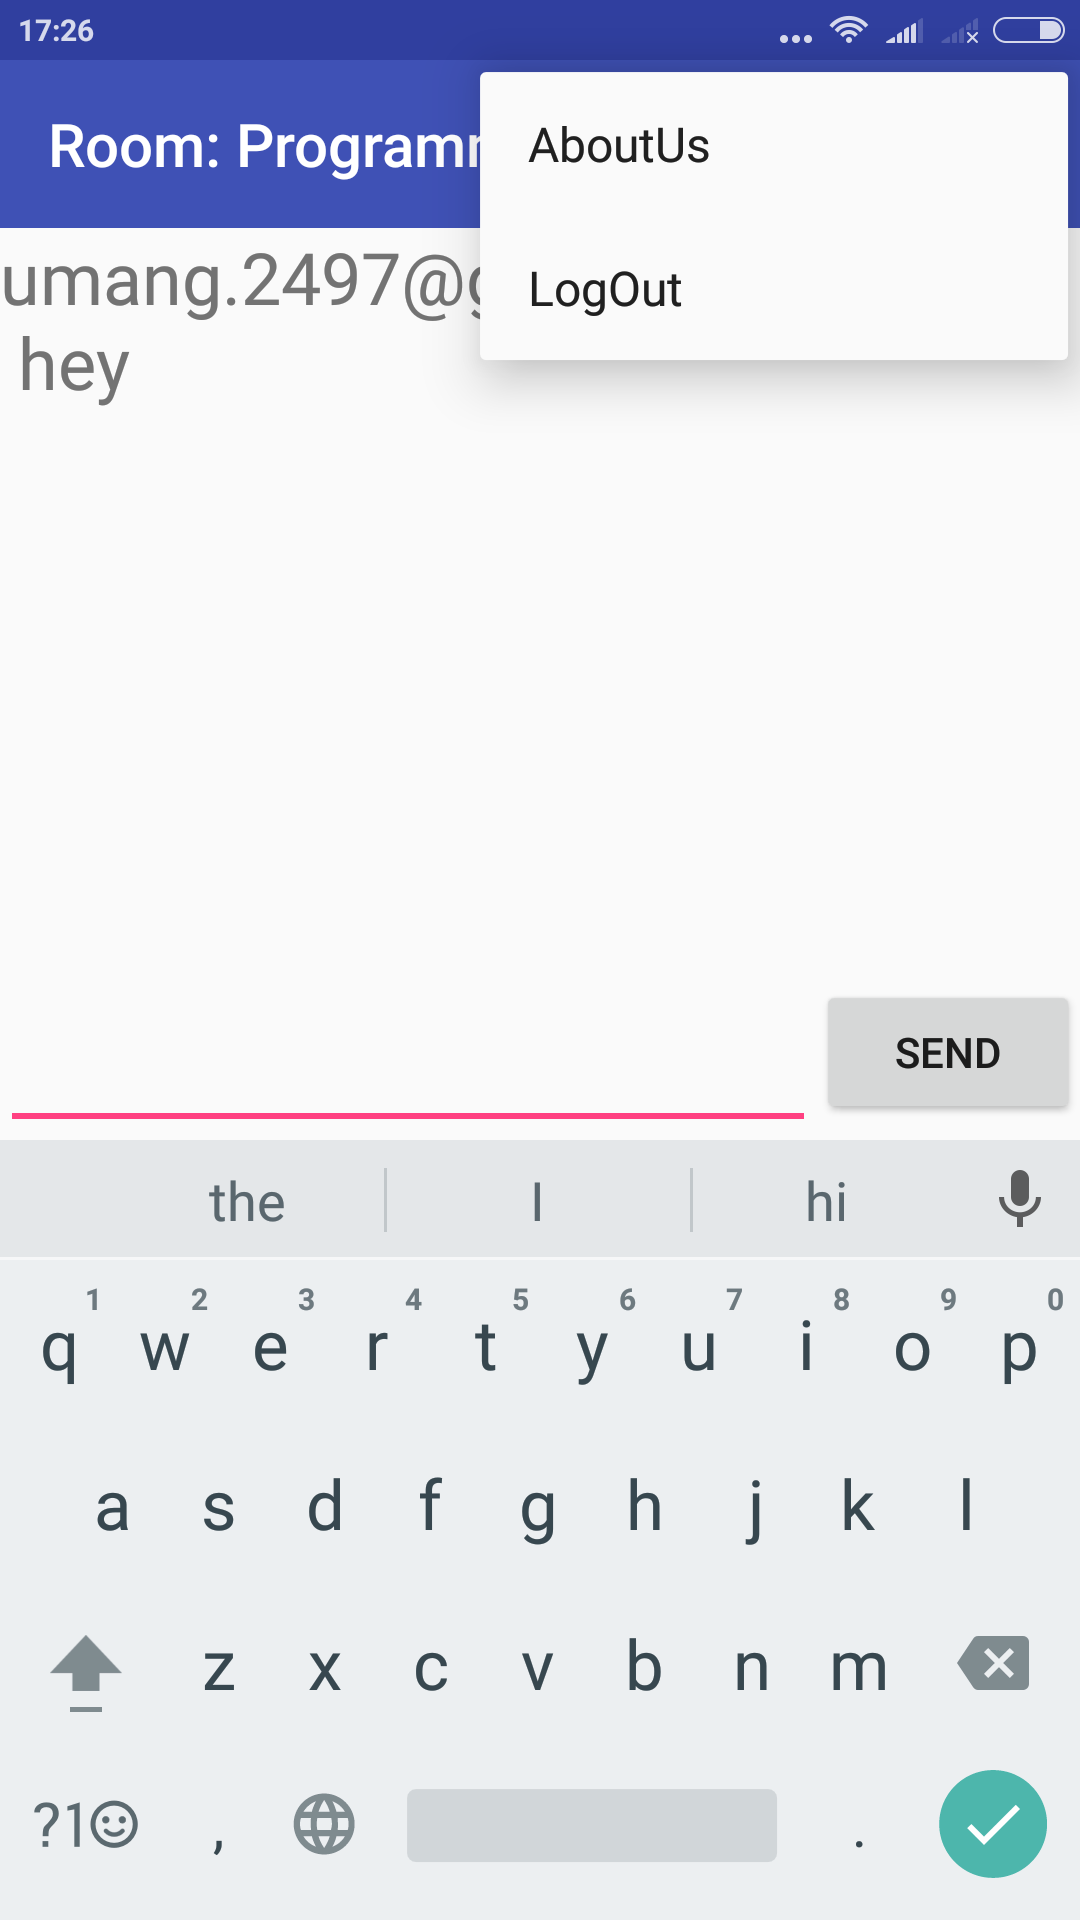 17:26
Room: Program
AboutUs
LogOut
umang.2497@
hey
SEND
the I hi
1 2 3 4 5 6 7 8 9 0
q w e r t y u i o p
a s d f g h j k l
z x c v b n m
?1 , .